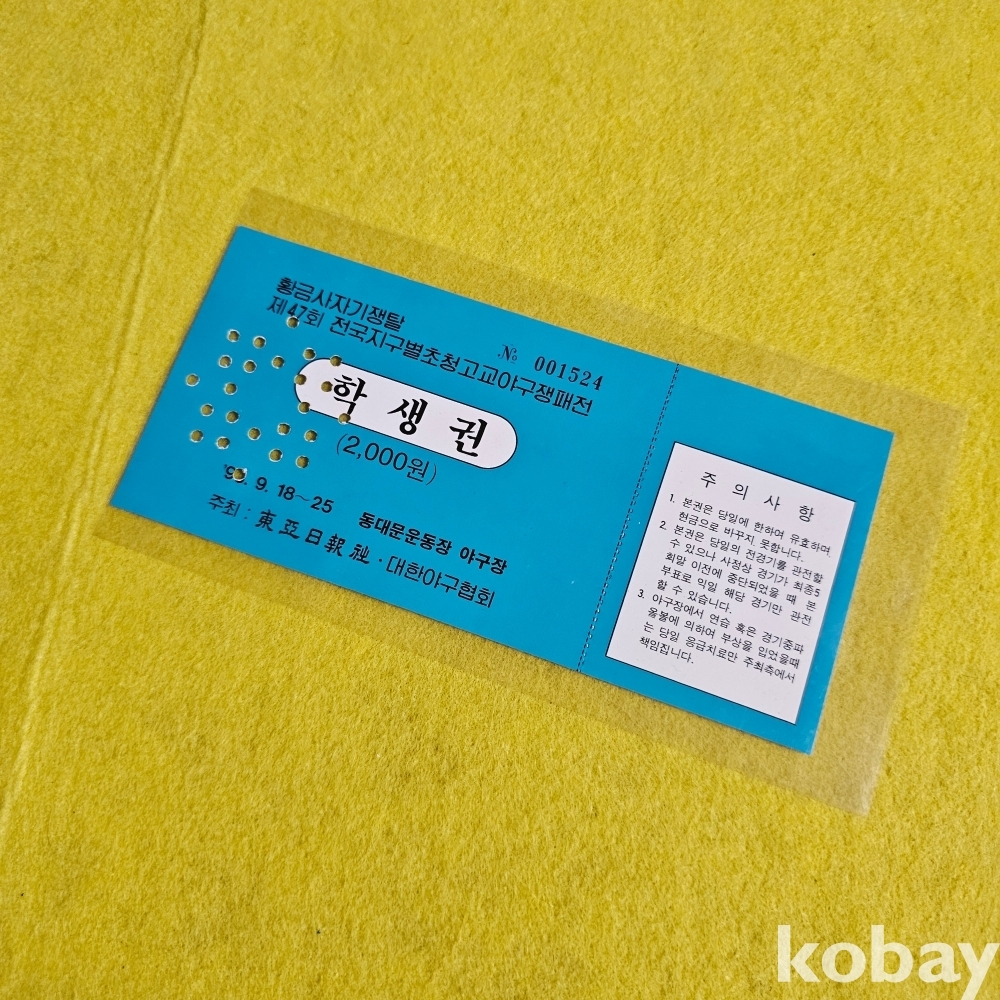 황금사자기쟁탈
제47회 전국지구별초청고교야구쟁패전
№ 001524
학생권
(2,000원)
9. 18~25 동대문운동장 야구장
주최: 東亞日報社·대한야구협회
주의사항
1. 본권은 당일에 한하여 유효하며,
현금으로 바꾸지 못합니다.
2. 본권은 당일의 전경기를 관전할
수 있으나 사정상 경기가 최종5
회말 이전에 중단되었을 때 본
부표로 익일 해당 경기만 관전
할 수 있습니다.
3. 야구장에서 연습 혹은 경기중파
울볼에 의하여 부상을 입었을때
는 당일 응급치료만 주최측에서
책임집니다.
kobay